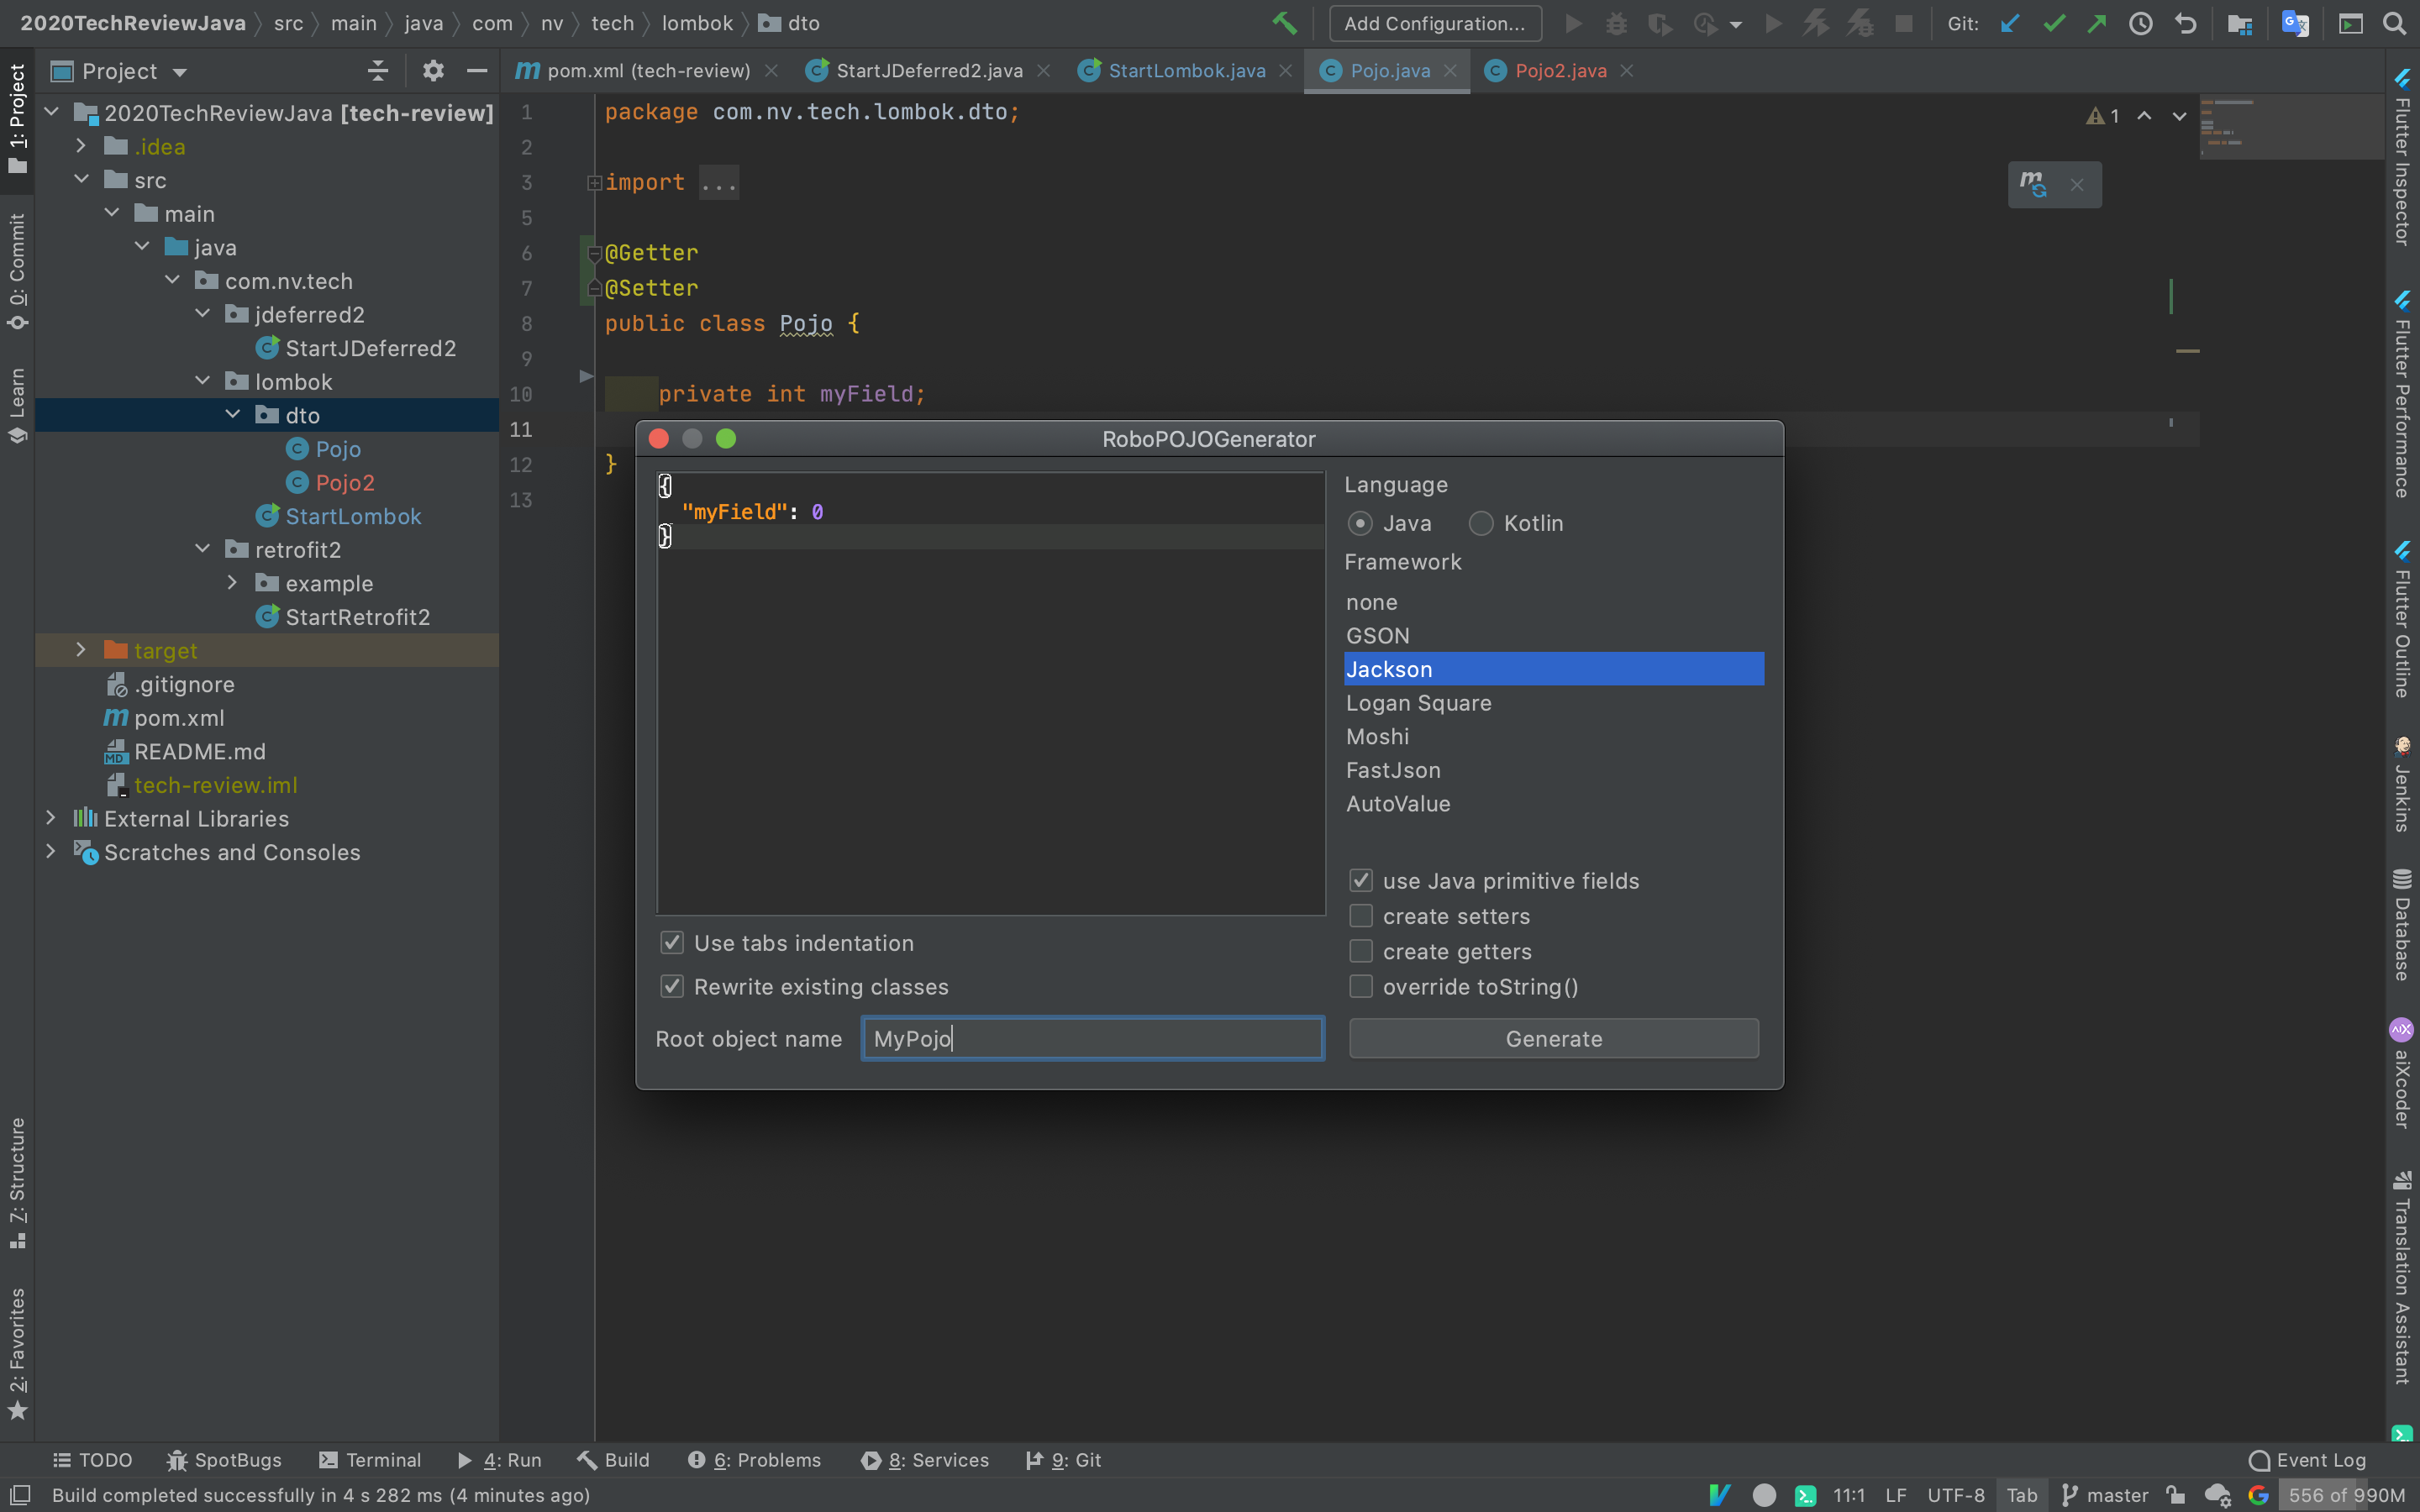 2020TechReviewJava src main java com nv tech lombok dto
Add Configuration...
Git:
1: Project
0: Commit
Learn
7: Structure
2: Favorites
Project
2020TechReviewJava [tech-review]
.idea
src
main
java
com.nv.tech
jdeferred2
StartJDeferred2
lombok
dto
Pojo
Pojo2
StartLombok
retrofit2
example
StartRetrofit2
target
.gitignore
pom.xml
README.md
tech-review.iml
External Libraries
Scratches and Consoles
pom.xml (tech-review) StartJDeferred2.java StartLombok.java Pojo.java Pojo2.java
1 package com.nv.tech.lombok.dto;
2
3 import ...
5
6 @Getter
7 @Setter
8 public class Pojo {
9
10 private int myField;
11
12 }
13
1
RoboPOJOGenerator
{
"myField": 0
}
Use tabs indentation
Rewrite existing classes
Root object name MyPojo
Language
Java Kotlin
Framework
none
GSON
Jackson
Logan Square
Moshi
FastJson
AutoValue
use Java primitive fields
create setters
create getters
override toString()
Generate
Flutter Inspector
Flutter Performance
Flutter Outline
Jenkins
Database
aiXcoder
Translation Assistant
TODO SpotBugs Terminal 4: Run Build 6: Problems 8: Services 9: Git Event Log
Build completed successfully in 4 s 282 ms (4 minutes ago) 11:1 LF UTF-8 Tab master 556 of 990M